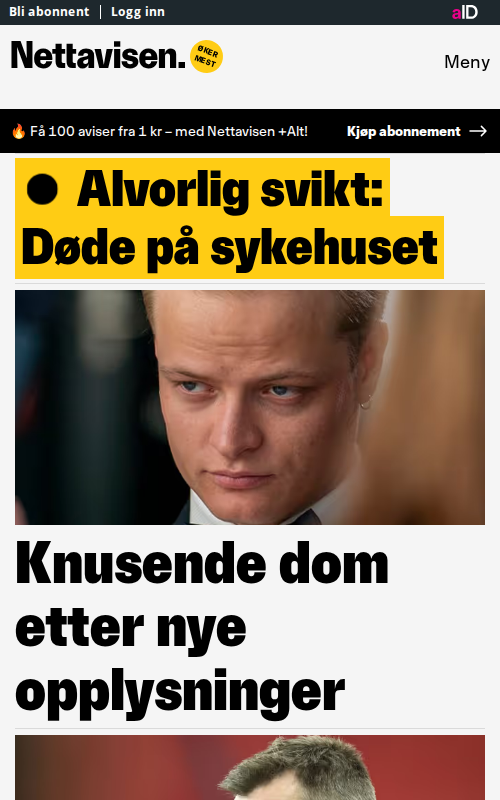 Bli abonnent | Logg inn
aID
Nettavisen.
ØKER
MEST
Meny
🔥 Få 100 aviser fra 1 kr – med Nettavisen +Alt!
Kjøp abonnement →
Alvorlig svikt:
Døde på sykehuset
Knusende dom
etter nye
opplysninger